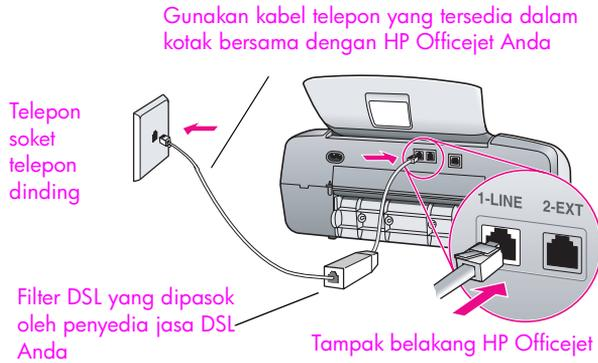 Gunakan kabel telepon yang tersedia dalam
kotak bersama dengan HP Officejet Anda
Telepon
soket
telepon
dinding
1-LINE 2-EXT
Filter DSL yang dipasok
oleh penyedia jasa DSL
Anda
Tampak belakang HP Officejet